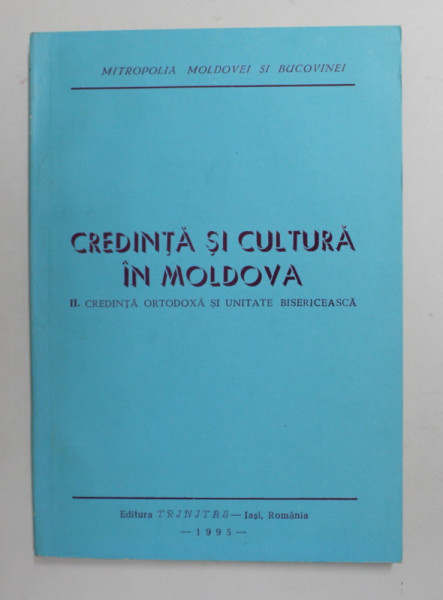 MITROPOLIA MOLDOVEI SI BUCOVINEI
CREDINȚĂ ȘI CULTURĂ
ÎN MOLDOVA
II. CREDINȚĂ ORTODOXĂ ȘI UNITATE BISERICEASCĂ
Editura TRINITAS — Iași, România
— 1995 —